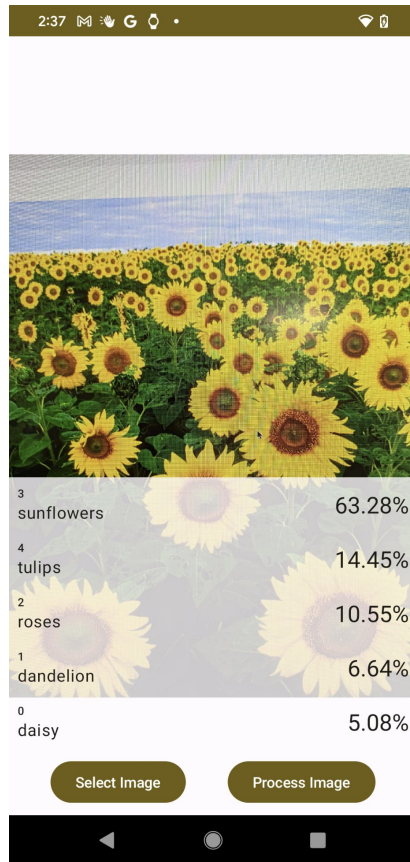 2:37
3
sunflowers 63.28%
4
tulips 14.45%
2
roses 10.55%
1
dandelion 6.64%
0
daisy 5.08%
Select Image Process Image